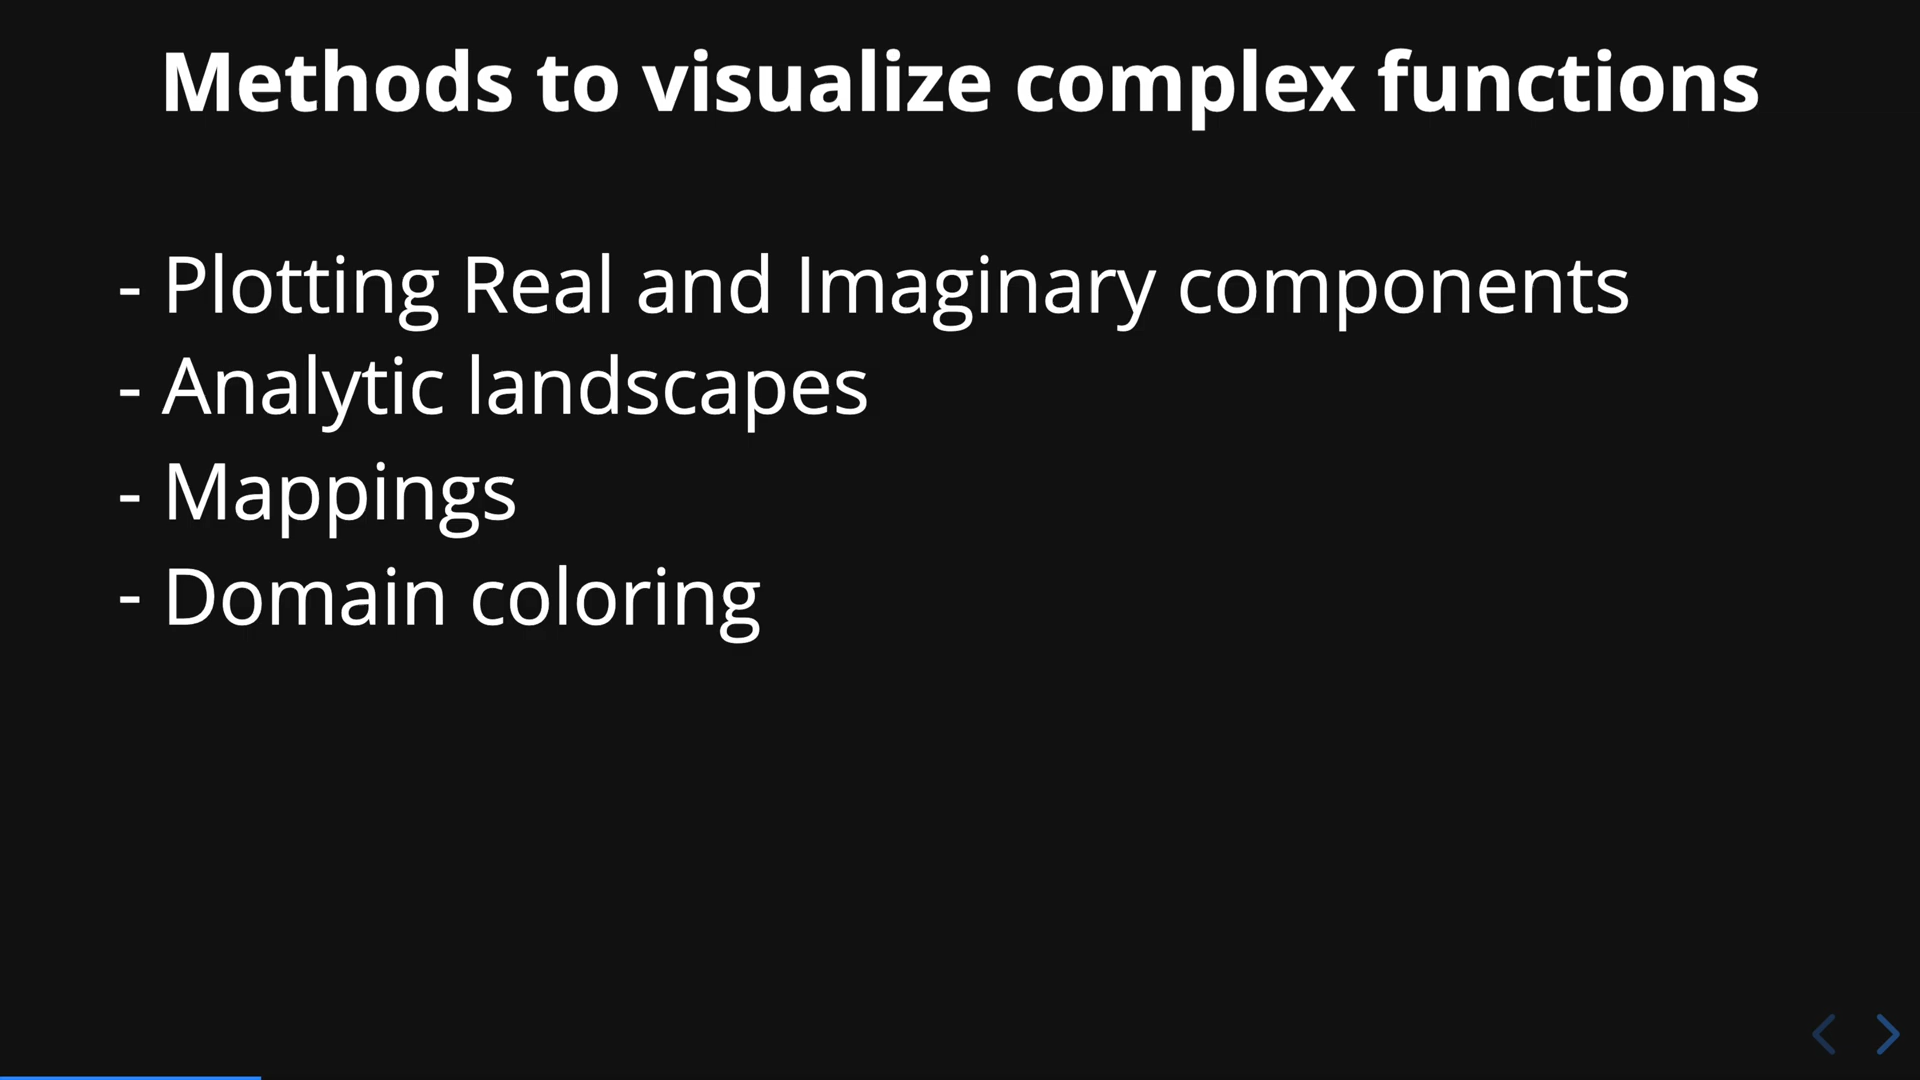 Methods to visualize complex functions
- Plotting Real and Imaginary components
- Analytic landscapes
- Mappings
- Domain coloring